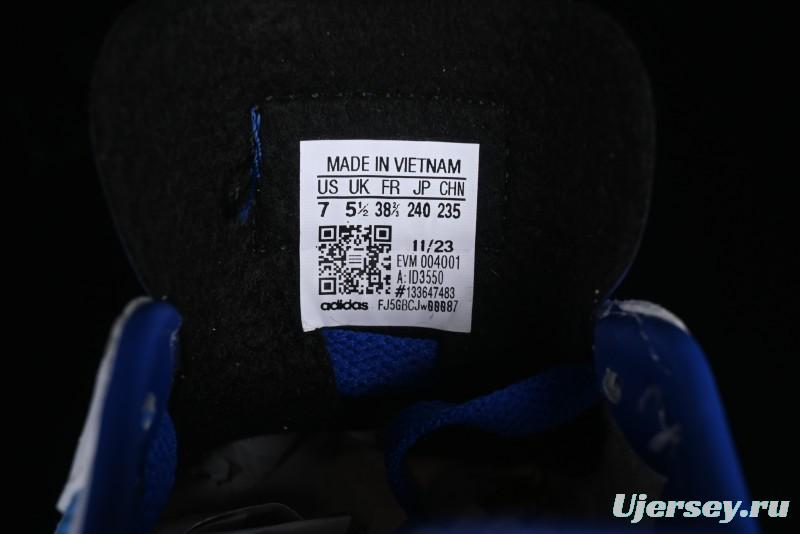 MADE IN VIETNAM
US UK FR JP CHN
7 5½ 38⅔ 240 235
11/23
EVM 004001
A: ID3550
#133647483
adidas FJ5GBCJW00087
Ujersey.ru